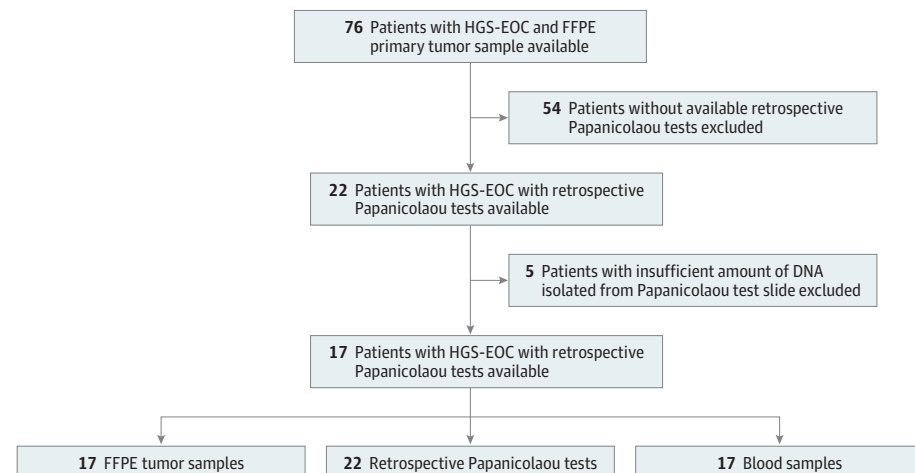 76 Patients with HGS-EOC and FFPE
primary tumor sample available
54 Patients without available retrospective
Papanicolaou tests excluded
22 Patients with HGS-EOC with retrospective
Papanicolaou tests available
5 Patients with insufficient amount of DNA
isolated from Papanicolaou test slide excluded
17 Patients with HGS-EOC with retrospective
Papanicolaou tests available
17 FFPE tumor samples
22 Retrospective Papanicolaou tests
17 Blood samples